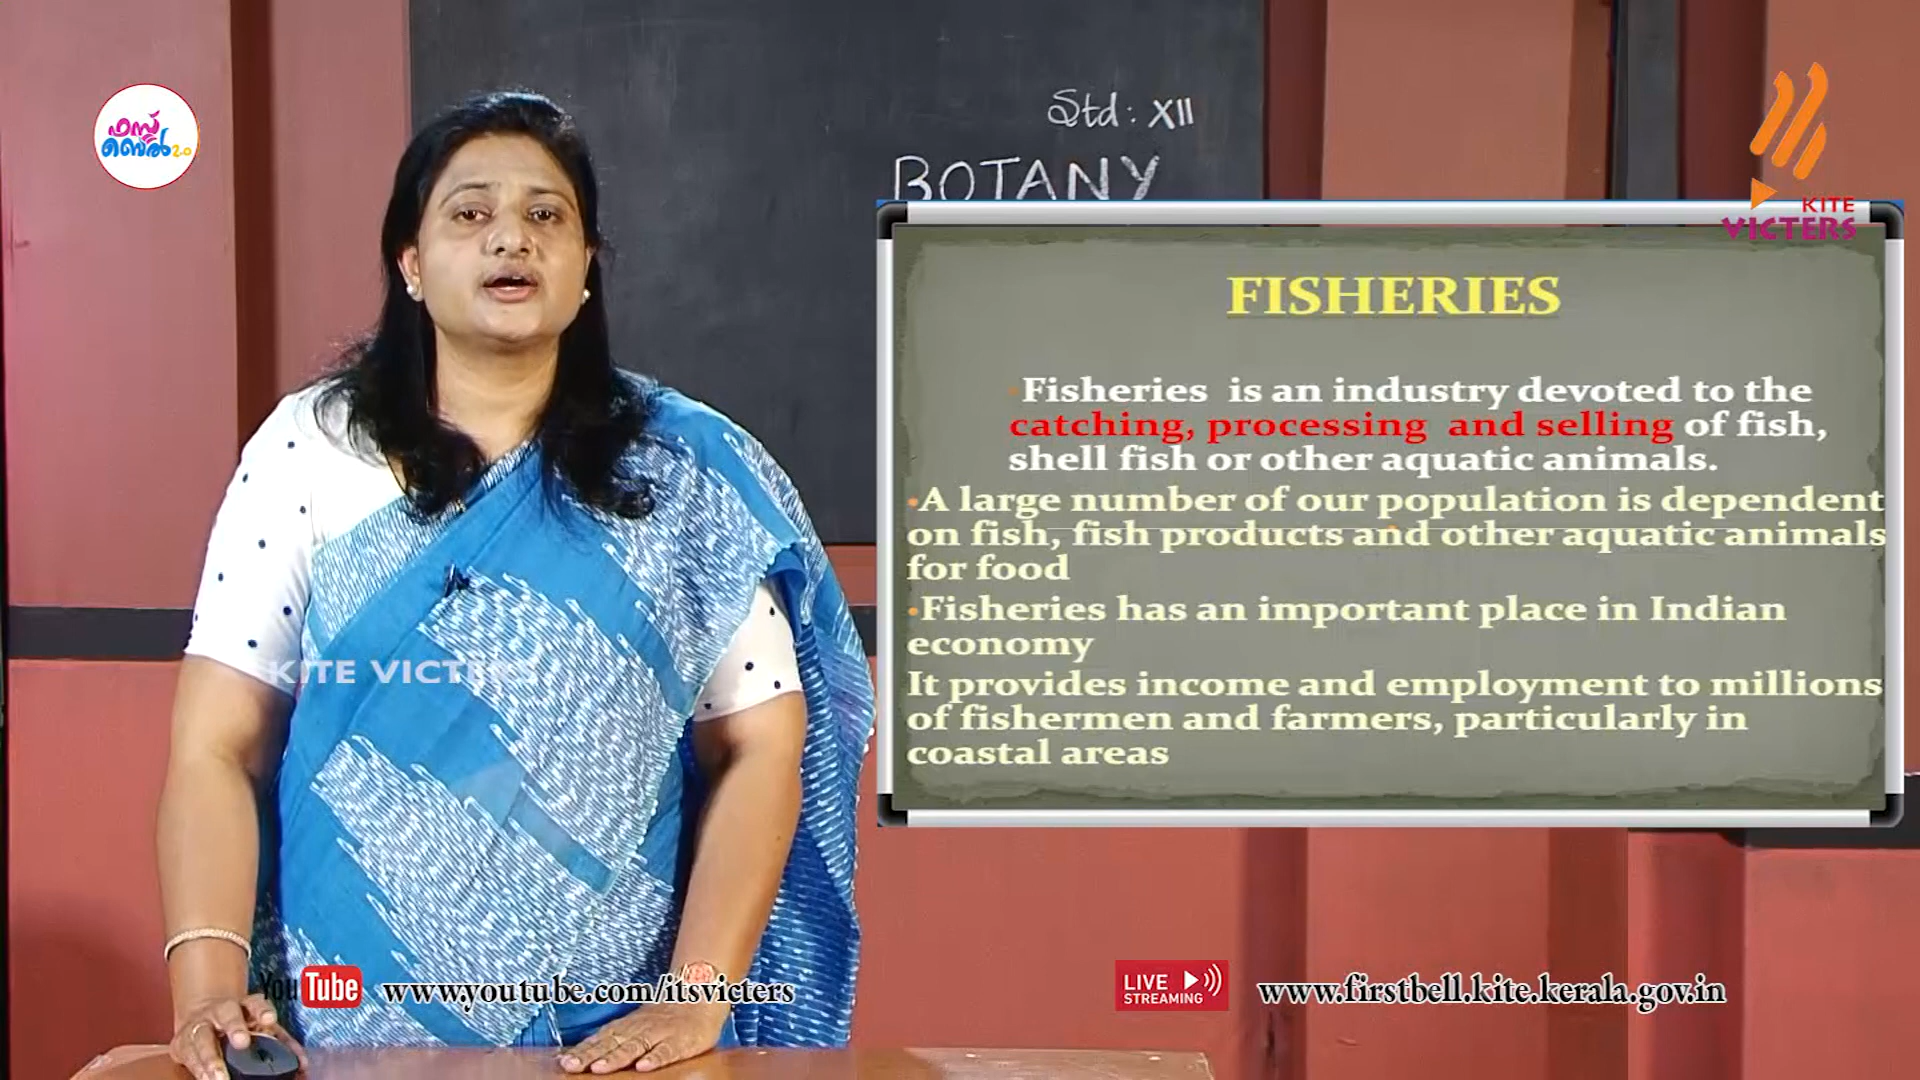 ഫസ്റ്റ്
ബെൽ 2.0
Std : XII
BOTANY
KITE
VICTERS
FISHERIES
•Fisheries is an industry devoted to the
catching, processing and selling of fish,
shell fish or other aquatic animals.
•A large number of our population is dependent
on fish, fish products and other aquatic animals
for food
•Fisheries has an important place in Indian
economy
It provides income and employment to millions
of fishermen and farmers, particularly in
coastal areas
KITE VICTERS
YouTube www.youtube.com/itsvicters
LIVE STREAMING www.firstbell.kite.kerala.gov.in